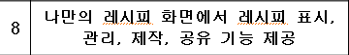 8
나만의 레시피 화면에서 레시피 표시,
관리, 제작, 공유 기능 제공